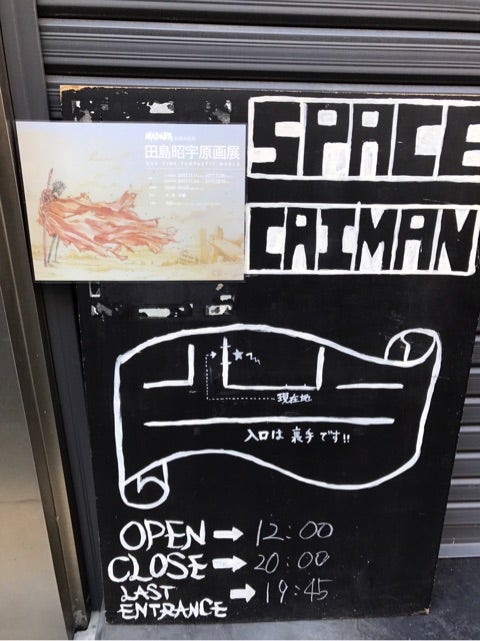 SPACE
CAIMAN
MADARA
田島昭宇原画展
現在地
入口は 裏手です!!
OPEN → 12:00
CLOSE → 20:00
LAST
ENTRANCE → 19:45